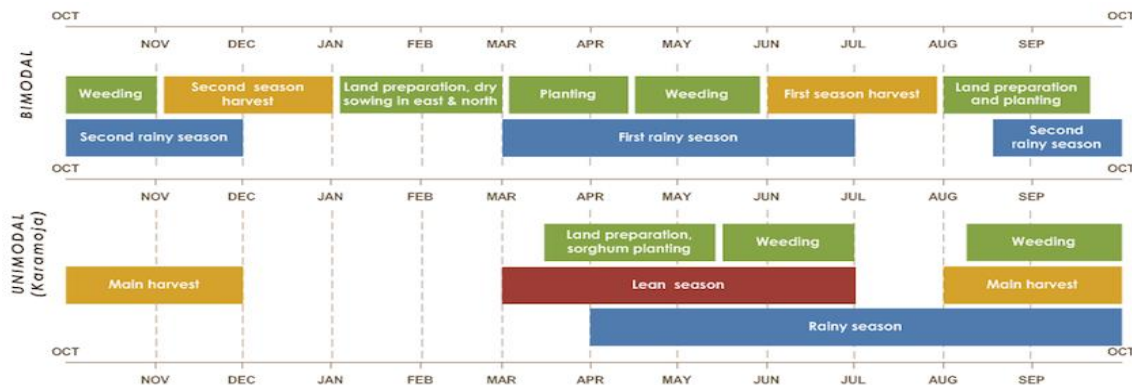 OCT OCT
NOV DEC JAN FEB MAR APR MAY JUN JUL AUG SEP
BIMODAL
Weeding
Second season
harvest
Land preparation, dry
sowing in east & north
Planting
Weeding
First season harvest
Land preparation
and planting
Second rainy season
First rainy season
Second
rainy season
OCT OCT
NOV DEC JAN FEB MAR APR MAY JUN JUL AUG SEP
UNIMODAL
(Karamoja)
Land preparation,
sorghum planting
Weeding
Weeding
Main harvest
Lean season
Main harvest
Rainy season
OCT OCT
NOV DEC JAN FEB MAR APR MAY JUN JUL AUG SEP